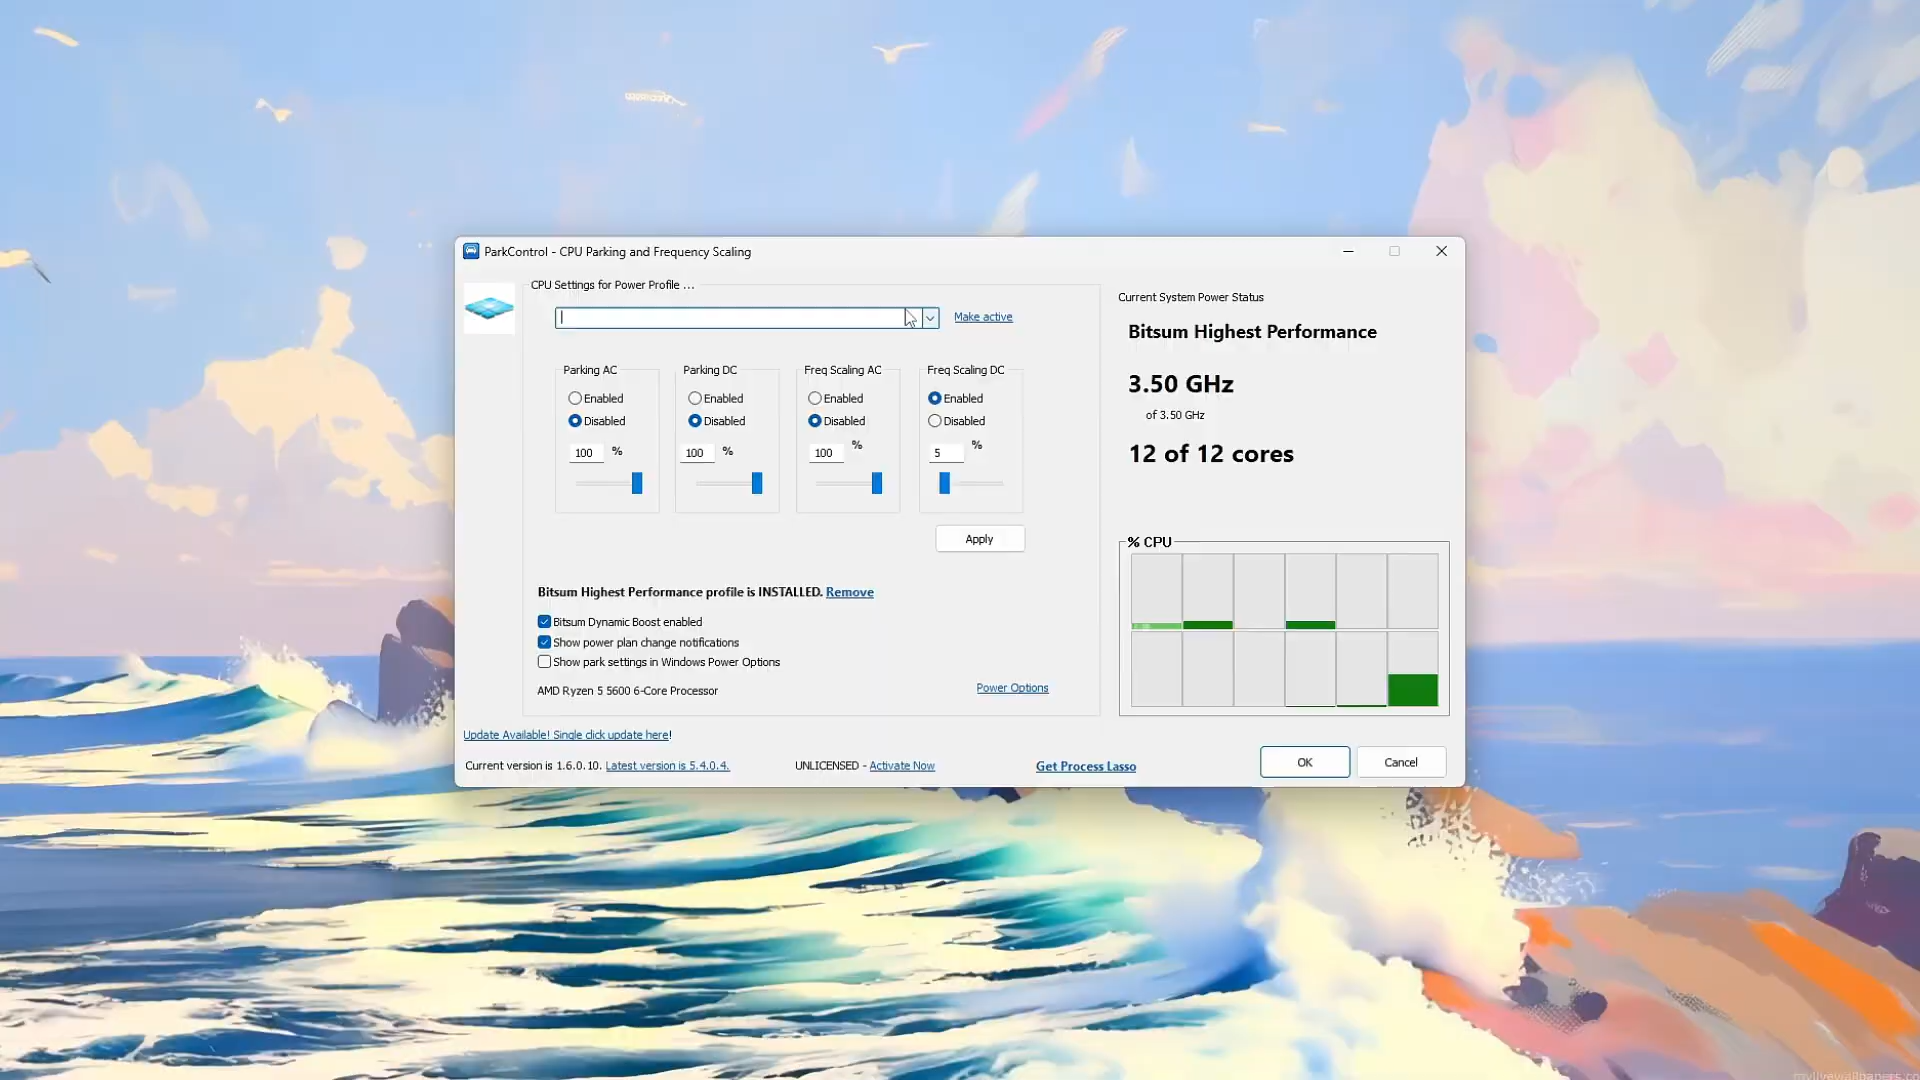 ParkControl - CPU Parking and Frequency Scaling
CPU Settings for Power Profile ...
Make active
Parking AC
Enabled
Disabled
100 %
Parking DC
Enabled
Disabled
100 %
Freq Scaling AC
Enabled
Disabled
100 %
Freq Scaling DC
Enabled
Disabled
5 %
Apply
Bitsum Highest Performance profile is INSTALLED. Remove
Bitsum Dynamic Boost enabled
Show power plan change notifications
Show park settings in Windows Power Options
AMD Ryzen 5 5600 6-Core Processor
Power Options
Current System Power Status
Bitsum Highest Performance
3.50 GHz
of 3.50 GHz
12 of 12 cores
% CPU
Update Available! Single click update here!
Current version is 1.6.0.10. Latest version is 5.4.0.4.
UNLICENSED - Activate Now
Get Process Lasso
OK
Cancel